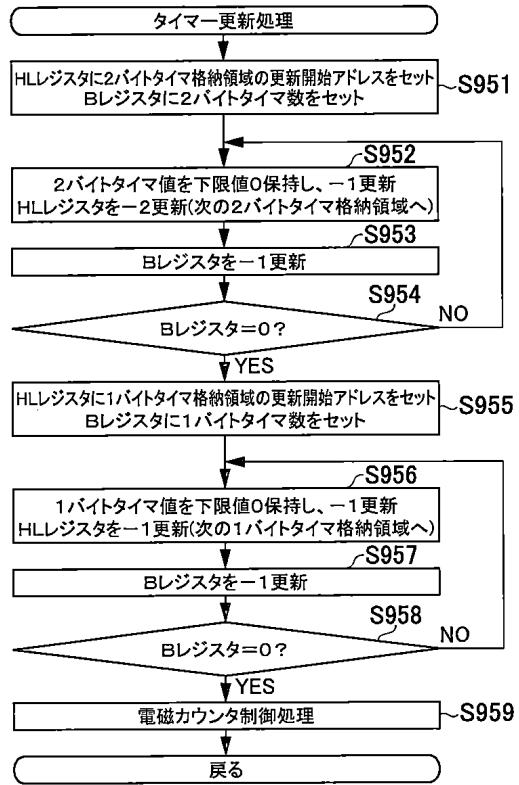 タイマー更新処理
HLレジスタに2バイトタイマ格納領域の更新開始アドレスをセット
Bレジスタに2バイトタイマ数をセット
S951
S952
2バイトタイマ値を下限値0保持し、－1更新
HLレジスタを－2更新(次の2バイトタイマ格納領域へ)
S953
Bレジスタを－1更新
S954
Bレジスタ=0?
NO
YES
HLレジスタに1バイトタイマ格納領域の更新開始アドレスをセット
Bレジスタに1バイトタイマ数をセット
S955
S956
1バイトタイマ値を下限値0保持し、－1更新
HLレジスタを－1更新(次の1バイトタイマ格納領域へ)
S957
Bレジスタを－1更新
S958
Bレジスタ=0?
NO
YES
電磁カウンタ制御処理
S959
戻る